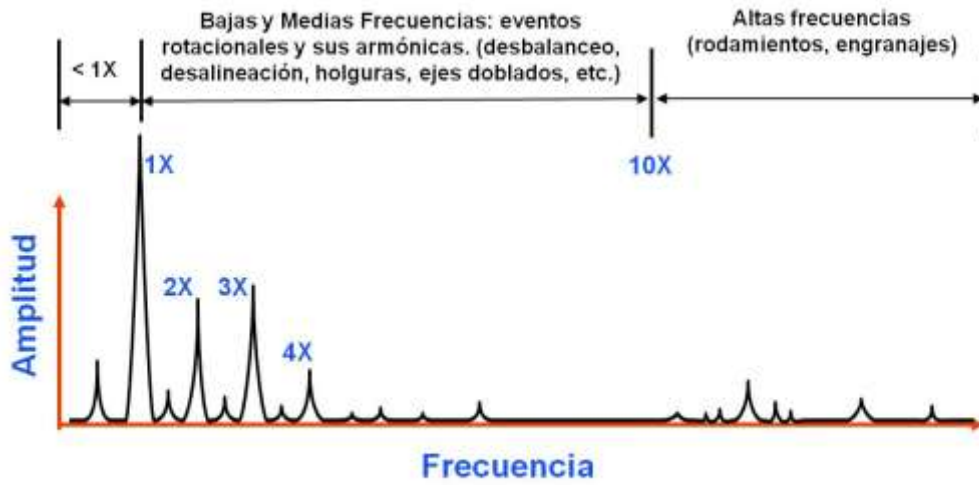 Bajas y Medias Frecuencias: eventos
rotacionales y sus armónicas. (desbalanceo,
desalineación, holguras, ejes doblados, etc.)
Altas frecuencias
(rodamientos, engranajes)
< 1X
1X
10X
2X
3X
4X
Amplitud
Frecuencia